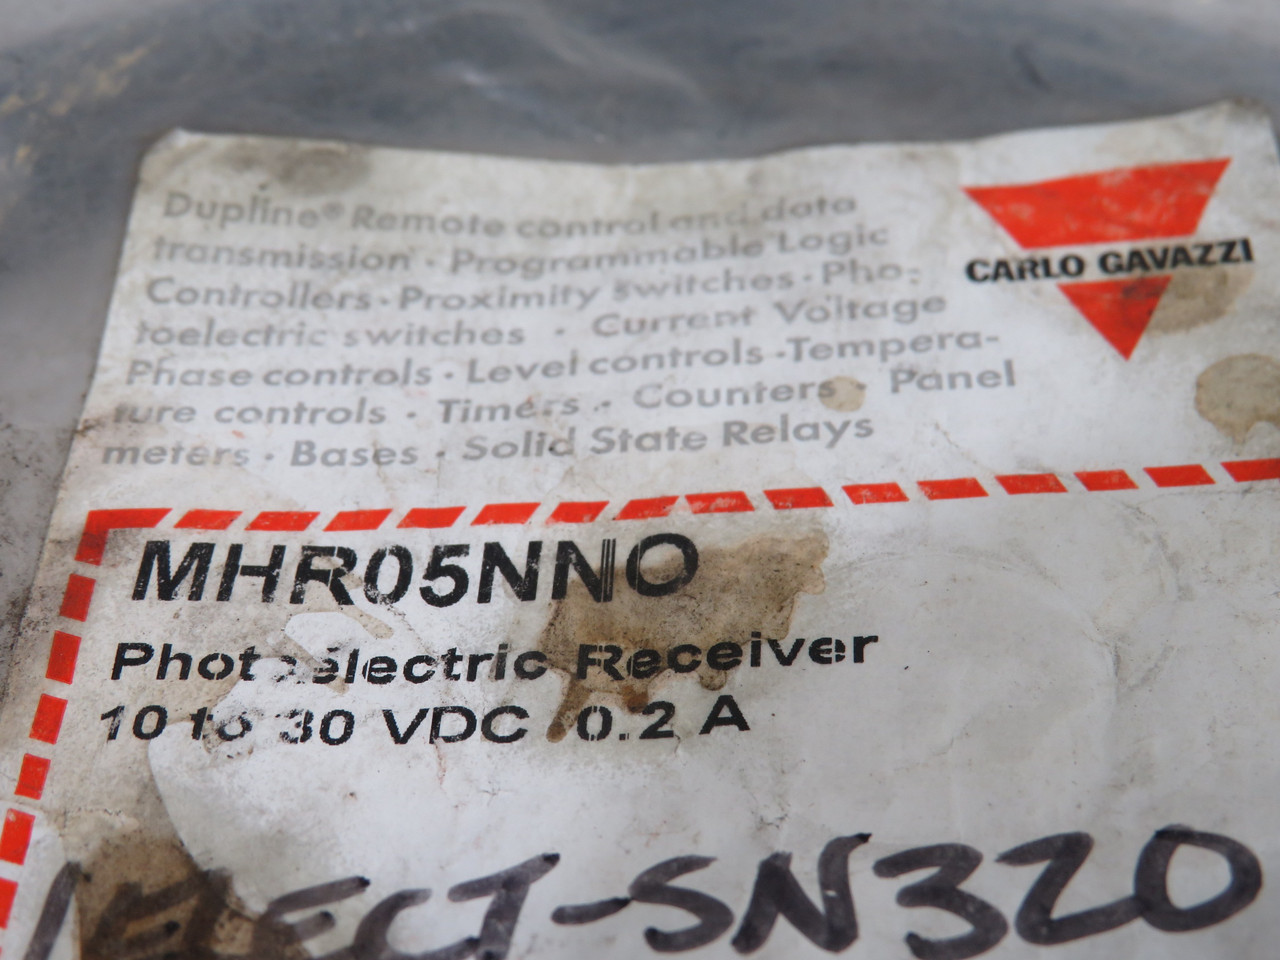 Dupline® Remote control and data
transmission · Programmable Logic
Controllers · Proximity switches · Pho-
toelectric switches · Current Voltage
Phase controls · Level controls · Tempera-
ture controls · Timers · Counters · Panel
meters · Bases · Solid State Relays
CARLO GAVAZZI
MHR05NNO
Photoelectric Receiver
10 to 30 VDC 0.2 A
-SN320